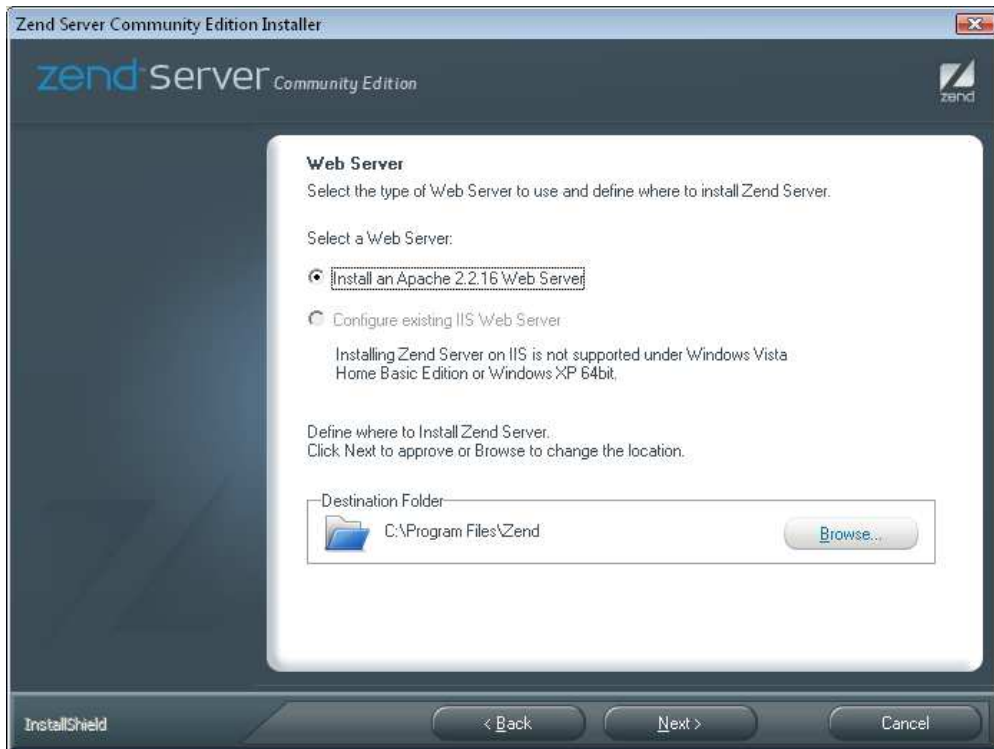 Zend Server Community Edition Installer
zend server Community Edition
zend
Web Server
Select the type of Web Server to use and define where to install Zend Server.
Select a Web Server:
Install an Apache 2.2.16 Web Server
Configure existing IIS Web Server
Installing Zend Server on IIS is not supported under Windows Vista
Home Basic Edition or Windows XP 64bit.
Define where to Install Zend Server.
Click Next to approve or Browse to change the location.
Destination Folder
C:\Program Files\Zend
Browse...
InstallShield
< Back
Next >
Cancel